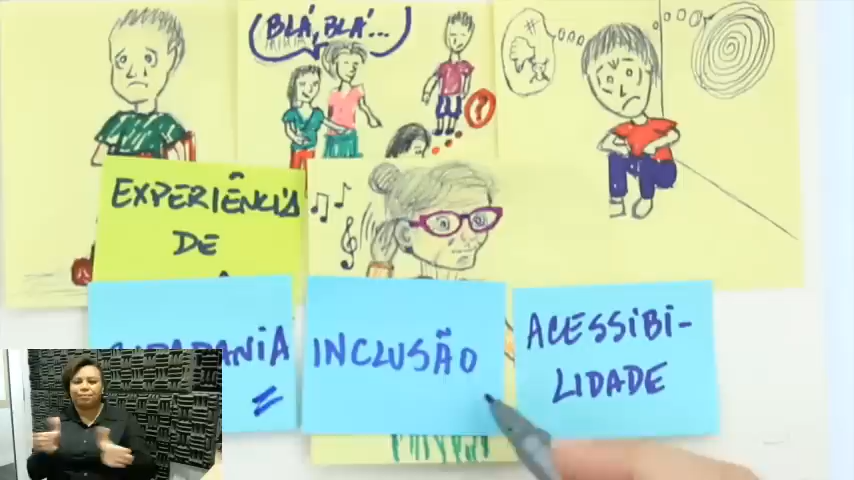 BLÁ, BLÁ...
?
EXPERIÊNCIA
DE
INCLUSÃO
=
ACESSIBI-
LIDADE